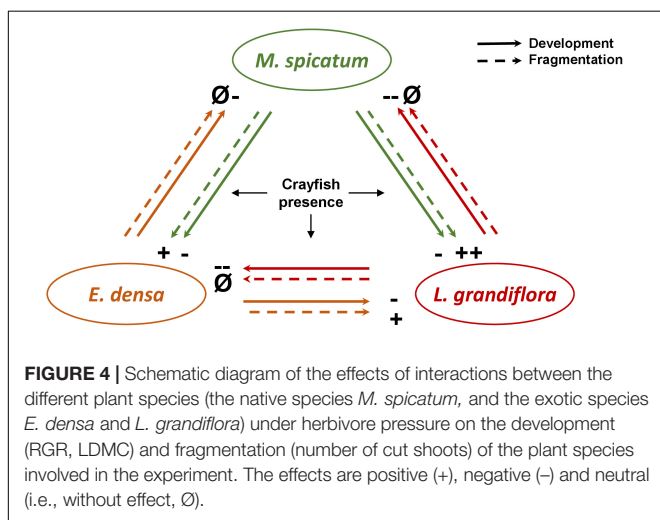 M. spicatum
Development
Fragmentation
Ø-
--Ø
Crayfish
presence
+ -
- ++
--
Ø
E. densa
-
+
L. grandiflora
FIGURE 4 | Schematic diagram of the effects of interactions between the
different plant species (the native species M. spicatum, and the exotic species
E. densa and L. grandiflora) under herbivore pressure on the development
(RGR, LDMC) and fragmentation (number of cut shoots) of the plant species
involved in the experiment. The effects are positive (+), negative (–) and neutral
(i.e., without effect, Ø).